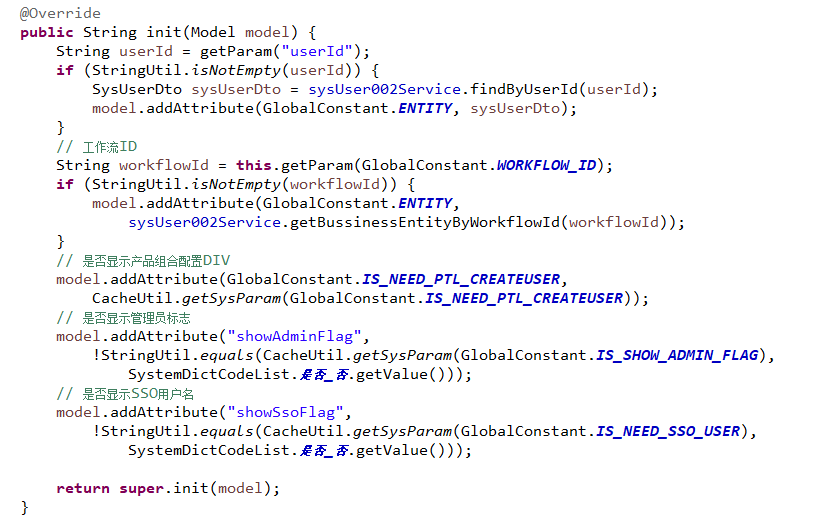 @Override
public String init(Model model) {
    String userId = getParam("userId");
    if (StringUtil.isNotEmpty(userId)) {
        SysUserDto sysUserDto = sysUser002Service.findByUserId(userId);
        model.addAttribute(GlobalConstant.ENTITY, sysUserDto);
    }
    // 工作流ID
    String workflowId = this.getParam(GlobalConstant.WORKFLOW_ID);
    if (StringUtil.isNotEmpty(workflowId)) {
        model.addAttribute(GlobalConstant.ENTITY,
            sysUser002Service.getBussinessEntityByWorkflowId(workflowId));
    }
    // 是否显示产品组合配置DIV
    model.addAttribute(GlobalConstant.IS_NEED_PTL_CREATEUSER,
        CacheUtil.getSysParam(GlobalConstant.IS_NEED_PTL_CREATEUSER));
    // 是否显示管理员标志
    model.addAttribute("showAdminFlag",
        !StringUtil.equals(CacheUtil.getSysParam(GlobalConstant.IS_SHOW_ADMIN_FLAG),
            SystemDictCodeList.是否_否.getValue()));
    // 是否显示SSO用户名
    model.addAttribute("showSsoFlag",
        !StringUtil.equals(CacheUtil.getSysParam(GlobalConstant.IS_NEED_SSO_USER),
            SystemDictCodeList.是否_否.getValue()));

    return super.init(model);
}